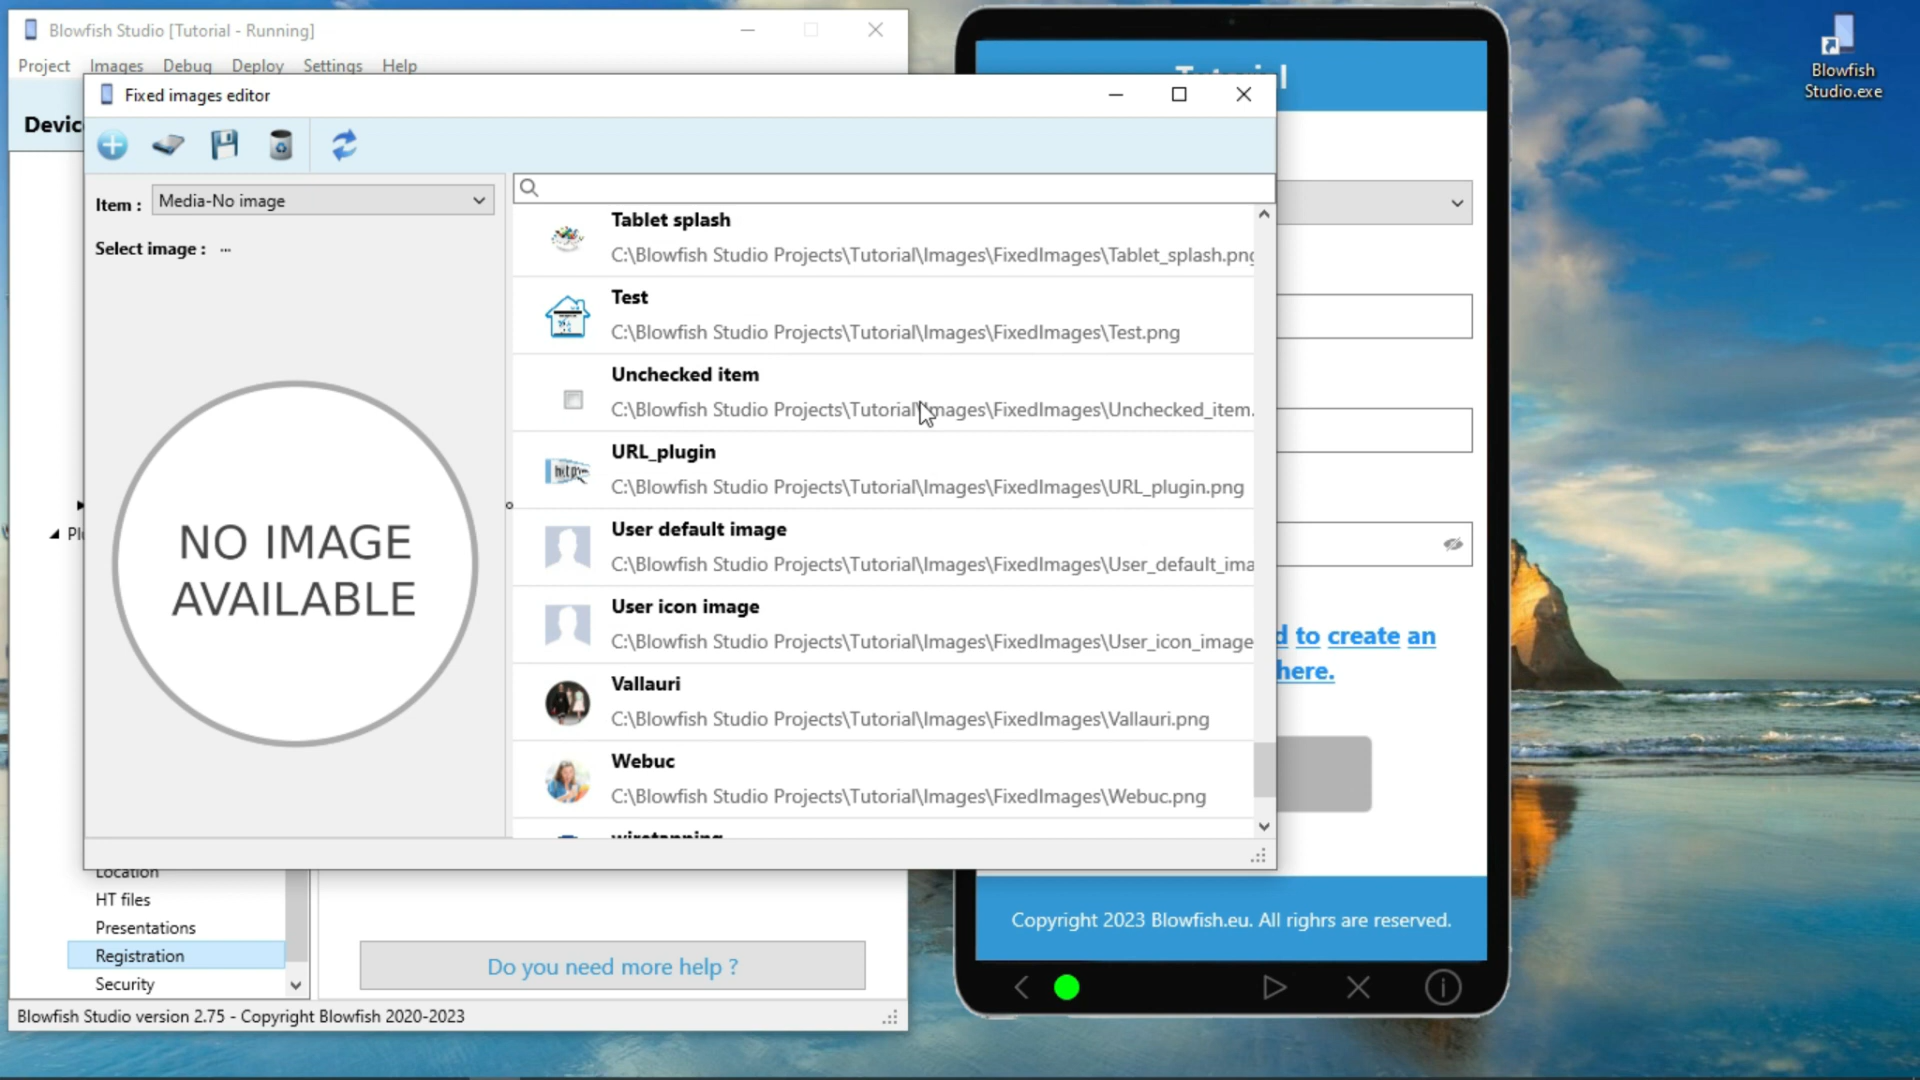 Blowfish Studio [Tutorial - Running]
Project Images Debug Deploy Settings Help
Fixed images editor
Item :
Media-No image
Select image : ...
NO IMAGE
AVAILABLE
Tablet splash
C:\Blowfish Studio Projects\Tutorial\Images\FixedImages\Tablet_splash.png
Test
C:\Blowfish Studio Projects\Tutorial\Images\FixedImages\Test.png
Unchecked item
C:\Blowfish Studio Projects\Tutorial\Images\FixedImages\Unchecked_item.
URL_plugin
C:\Blowfish Studio Projects\Tutorial\Images\FixedImages\URL_plugin.png
User default image
C:\Blowfish Studio Projects\Tutorial\Images\FixedImages\User_default_ima
User icon image
C:\Blowfish Studio Projects\Tutorial\Images\FixedImages\User_icon_image
Vallauri
C:\Blowfish Studio Projects\Tutorial\Images\FixedImages\Vallauri.png
Webuc
C:\Blowfish Studio Projects\Tutorial\Images\FixedImages\Webuc.png
Location
HT files
Presentations
Registration
Security
Do you need more help ?
Blowfish Studio version 2.75 - Copyright Blowfish 2020-2023
to create an
here.
Copyright 2023 Blowfish.eu. All righrs are reserved.
Blowfish
Studio.exe